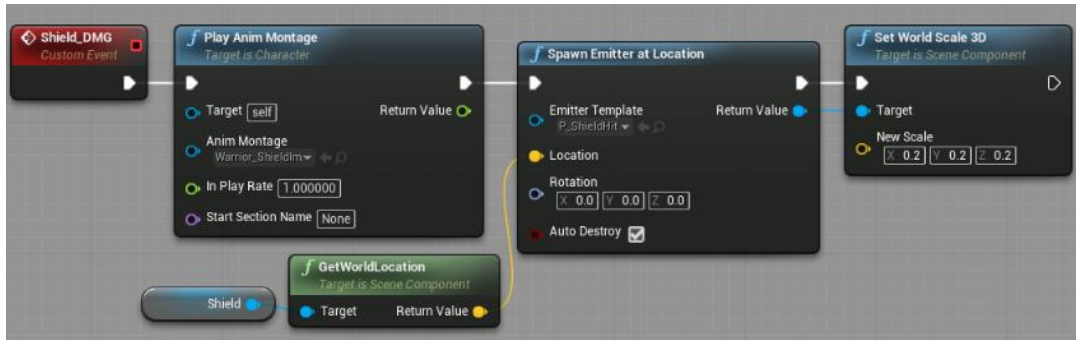 Shield_DMG
Custom Event
f Play Anim Montage
Target is Character
Target self
Return Value
Anim Montage
Warrior_ShieldIm
In Play Rate 1.000000
Start Section Name None
f Spawn Emitter at Location
Emitter Template
P_ShieldHit
Return Value
Location
Rotation
X 0.0 Y 0.0 Z 0.0
Auto Destroy
f Set World Scale 3D
Target is Scene Component
Target
New Scale
X 0.2 Y 0.2 Z 0.2
Shield
f GetWorldLocation
Target is Scene Component
Target
Return Value